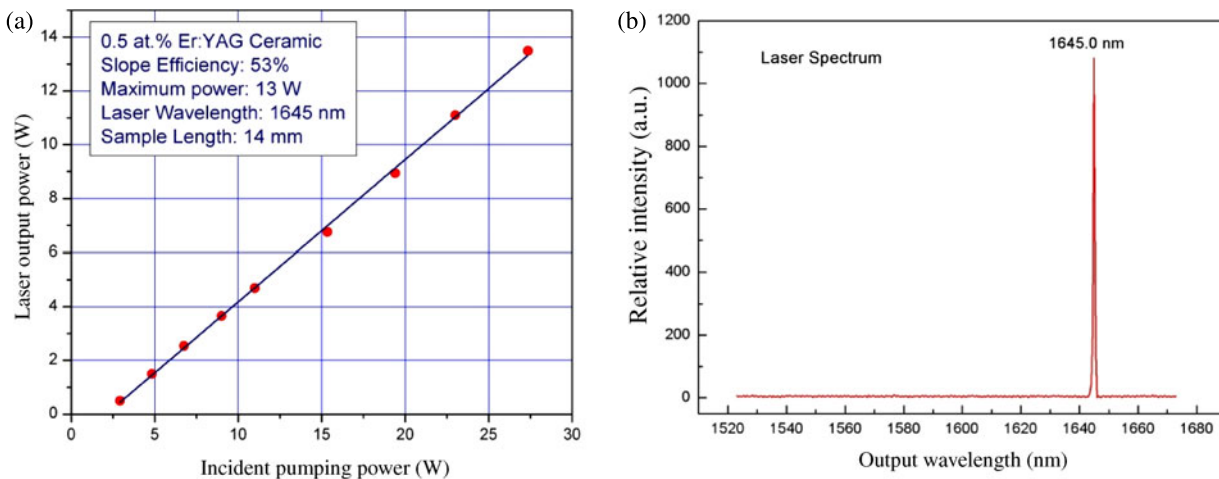 (a)
0.5 at.% Er:YAG Ceramic
Slope Efficiency: 53%
Maximum power: 13 W
Laser Wavelength: 1645 nm
Sample Length: 14 mm
Laser output power (W)
14
12
10
8
6
4
2
0
0 5 10 15 20 25 30
Incident pumping power (W)
(b)
1645.0 nm
Laser Spectrum
Relative intensity (a.u.)
1200
1000
800
600
400
200
0
1520 1540 1560 1580 1600 1620 1640 1660 1680
Output wavelength (nm)